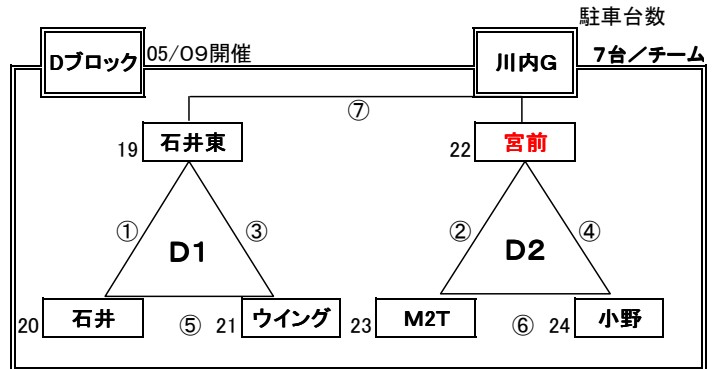 駐車台数
Dブロック 05/09開催 川内G 7台／チーム
⑦
19 石井東 22 宮前
① D1 ③ ② D2 ④
20 石井 ⑤ 21 ウイング 23 M2T ⑥ 24 小野